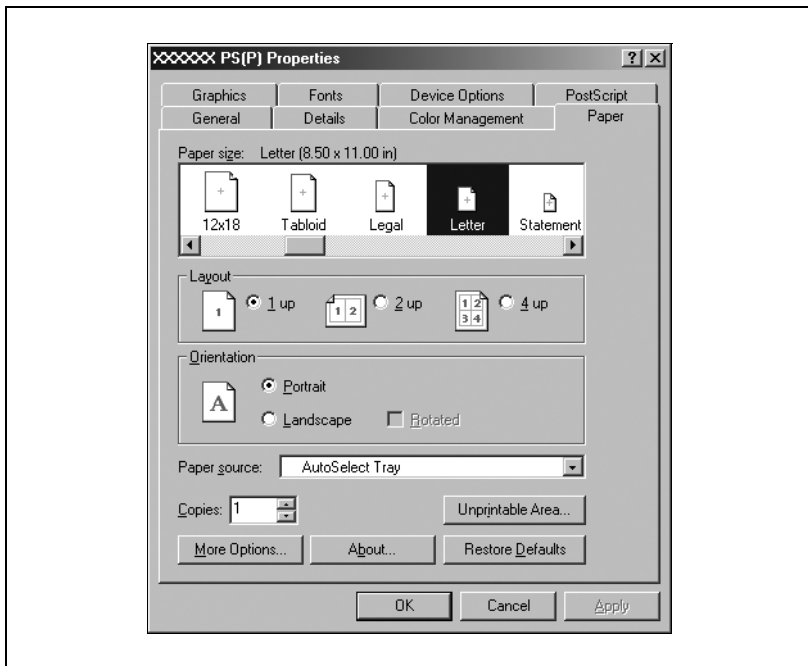 XXXXXX PS(P) Properties
Graphics Fonts Device Options PostScript
General Details Color Management Paper
Paper size: Letter (8.50 x 11.00 in)
12x18 Tabloid Legal Letter Statement
Layout
1 1 up 1 2 2 up 1 2 3 4 4 up
Orientation
A Portrait
Landscape Rotated
Paper source: AutoSelect Tray
Copies: 1 Unprintable Area...
More Options... About... Restore Defaults
OK Cancel Apply